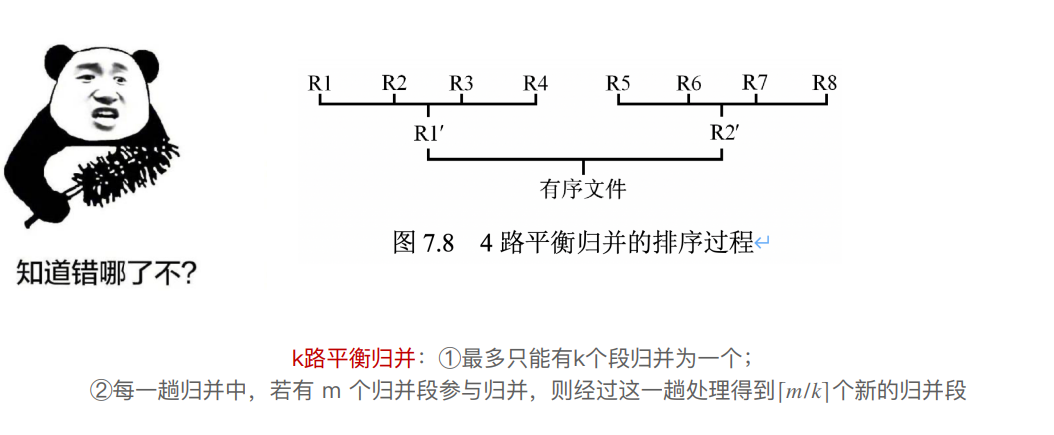 R1 R2 R3 R4 R5 R6 R7 R8
R1′ R2′
有序文件
图 7.8 4 路平衡归并的排序过程↵
知道错哪了不？
k路平衡归并：①最多只能有k个段归并为一个；
②每一趟归并中，若有 m 个归并段参与归并，则经过这一趟处理得到⌈m/k⌉个新的归并段